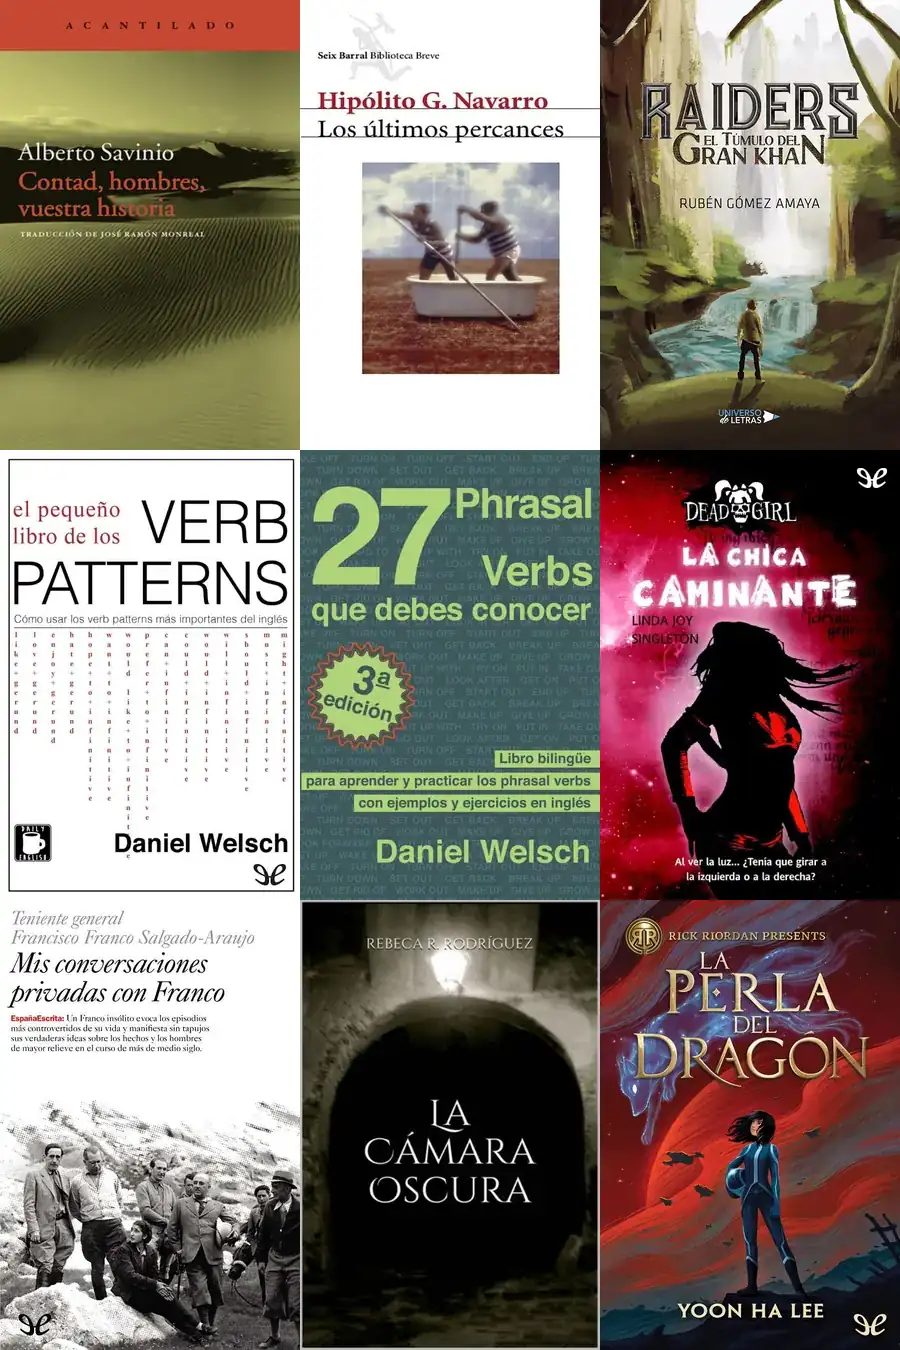 ACANTILADO
Alberto Savinio
Contad, hombres,
vuestra historia
TRADUCCIÓN DE JOSÉ RAMÓN MONREAL
Seix Barral Biblioteca Breve
Hipólito G. Navarro
Los últimos percances
RAIDERS
EL TÚMULO DEL
GRAN KHAN
RUBÉN GÓMEZ AMAYA
UNIVERSO
de LETRAS
el pequeño
libro de los
VERB
PATTERNS
Cómo usar los verb patterns más importantes del inglés
DAILY
ENGLISH
Daniel Welsch
27 Phrasal
Verbs
que debes conocer
3ª
edición
Libro bilingüe
para aprender y practicar los phrasal verbs
con ejemplos y ejercicios en inglés
Daniel Welsch
DEAD GIRL
LA CHICA
CAMINANTE
LINDA JOY
SINGLETON
Al ver la luz... ¿Tenía que girar a
la izquierda o a la derecha?
Teniente general
Francisco Franco Salgado-Araujo
Mis conversaciones
privadas con Franco
EspañaEscrita: Un Franco insólito evoca los episodios
más controvertidos de su vida y manifiesta sin tapujos
sus verdaderas ideas sobre los hechos y los hombres
de mayor relieve en el curso de más de medio siglo.
REBECA R. RODRÍGUEZ
LA
CÁMARA
OSCURA
RR RICK RIORDAN PRESENTS
LA
PERLA
DEL
DRAGÓN
YOON HA LEE